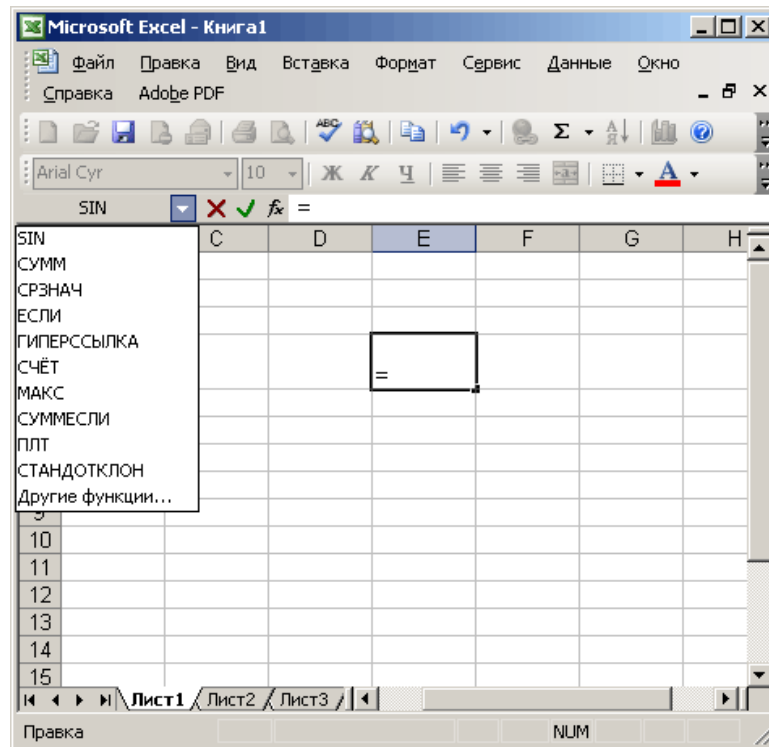 Microsoft Excel - Книга1
Файл Правка Вид Вставка Формат Сервис Данные Окно
Справка Adobe PDF
Arial Cyr 10 Ж К Ч А
SIN fx =
C D E F G H
SIN
СУММ
СРЗНАЧ
ЕСЛИ
ГИПЕРССЫЛКА
СЧЁТ
МАКС
СУММЕСЛИ
ПЛТ
СТАНДОТКЛОН
Другие функции...
=
9
10
11
12
13
14
15
Лист1 Лист2 Лист3
Правка NUM